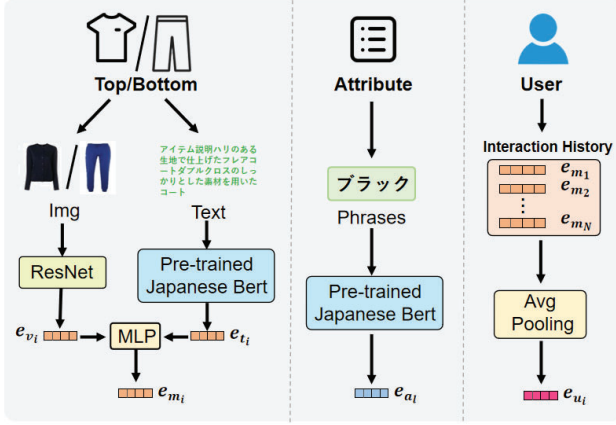 Top/Bottom
Img
Text
アイテム説明ハリのある
生地で仕上げたフレアコ
ートダブルクロスのしっ
かりとした素材を用いた
コート
ResNet
Pre-trained
Japanese Bert
e_{v_i}
MLP
e_{t_i}
e_{m_i}
Attribute
ブラック
Phrases
Pre-trained
Japanese Bert
e_{a_l}
User
Interaction History
e_{m_1}
e_{m_2}
⋮
e_{m_N}
Avg
Pooling
e_{u_i}